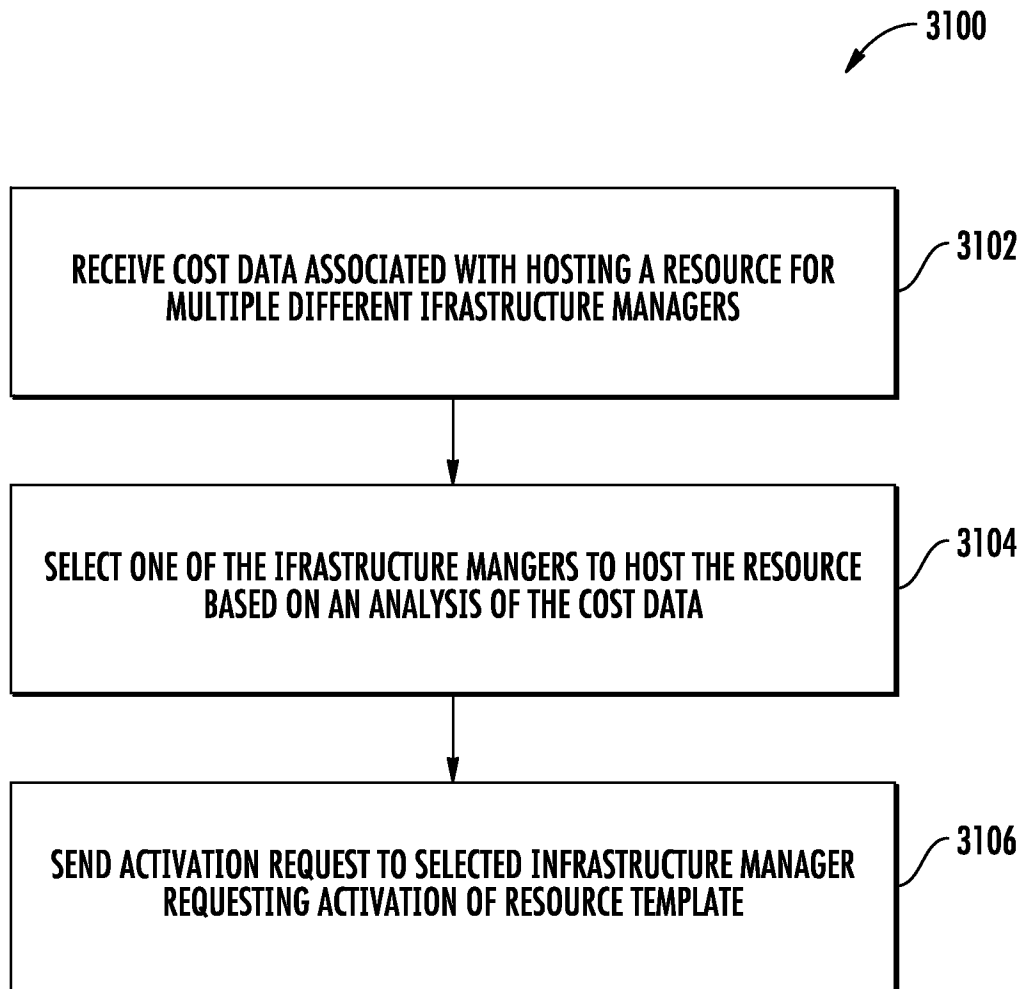 3100
RECEIVE COST DATA ASSOCIATED WITH HOSTING A RESOURCE FOR
MULTIPLE DIFFERENT IFRASTRUCTURE MANAGERS
3102
SELECT ONE OF THE IFRASTRUCTURE MANGERS TO HOST THE RESOURCE
BASED ON AN ANALYSIS OF THE COST DATA
3104
SEND ACTIVATION REQUEST TO SELECTED INFRASTRUCTURE MANAGER
REQUESTING ACTIVATION OF RESOURCE TEMPLATE
3106